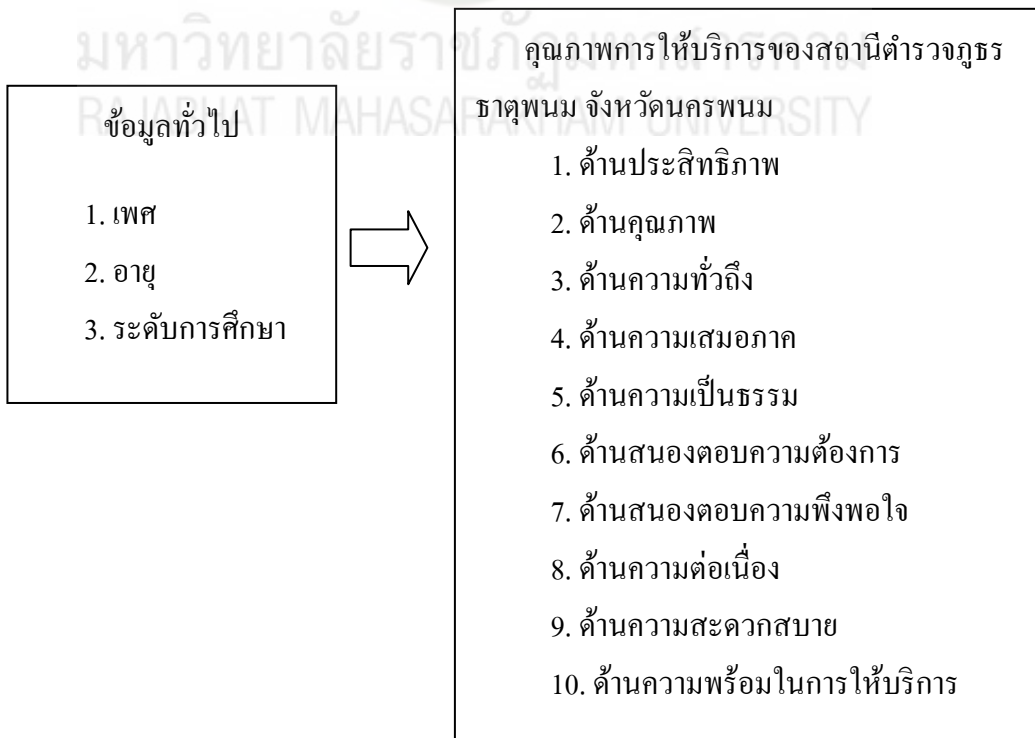 มหาวิทยาลัยราชภัฏมหาสารคาม
RAJABHAT MAHASARAKHAM UNIVERSITY
ข้อมูลทั่วไป
1. เพศ
2. อายุ
3. ระดับการศึกษา
คุณภาพการให้บริการของสถานีตำรวจภูธร
ธาตุพนม จังหวัดนครพนม
1. ด้านประสิทธิภาพ
2. ด้านคุณภาพ
3. ด้านความทั่วถึง
4. ด้านความเสมอภาค
5. ด้านความเป็นธรรม
6. ด้านสนองตอบความต้องการ
7. ด้านสนองตอบความพึงพอใจ
8. ด้านความต่อเนื่อง
9. ด้านความสะดวกสบาย
10. ด้านความพร้อมในการให้บริการ